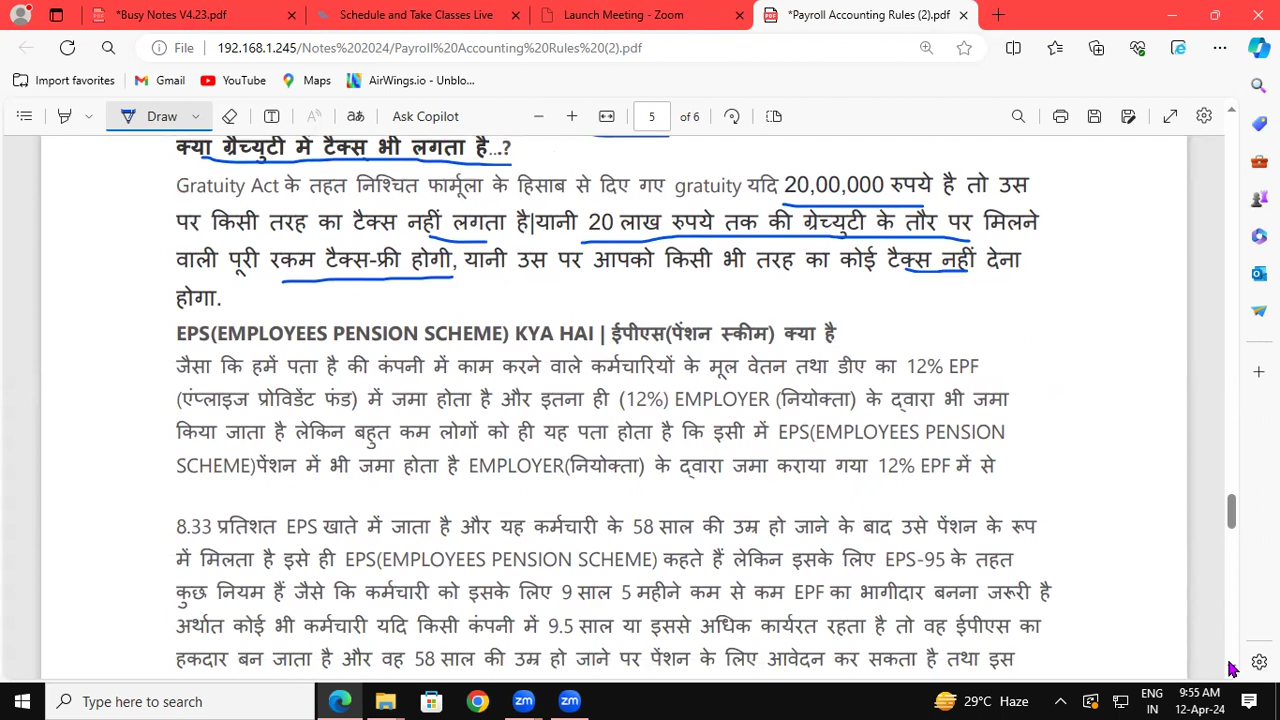 *Busy Notes V4.23.pdf
Schedule and Take Classes Live
Launch Meeting - Zoom
*Payroll Accounting Rules (2).pdf
File
192.168.1.245/Notes%202024/Payroll%20Accounting%20Rules%20(2).pdf
Import favorites
Gmail
YouTube
Maps
AirWings.io - Unblo...
Draw
Ask Copilot
5 of 6
क्या ग्रैच्युटी में टैक्स भी लगता है...?
Gratuity Act के तहत निश्चित फार्मूला के हिसाब से दिए गए gratuity यदि 20,00,000 रुपये है तो उस
पर किसी तरह का टैक्स नहीं लगता है|यानी 20 लाख रुपये तक की ग्रेच्युटी के तौर पर मिलने
वाली पूरी रकम टैक्स-फ्री होगी, यानी उस पर आपको किसी भी तरह का कोई टैक्स नहीं देना
होगा.
EPS(EMPLOYEES PENSION SCHEME) KYA HAI | ईपीएस(पेंशन स्कीम) क्या है
जैसा कि हमें पता है की कंपनी में काम करने वाले कर्मचारियों के मूल वेतन तथा डीए का 12% EPF
(एंप्लाइज प्रोविडेंट फंड) में जमा होता है और इतना ही (12%) EMPLOYER (नियोक्ता) के द्वारा भी जमा
किया जाता है लेकिन बहुत कम लोगों को ही यह पता होता है कि इसी में EPS(EMPLOYEES PENSION
SCHEME)पेंशन में भी जमा होता है EMPLOYER(नियोक्ता) के द्वारा जमा कराया गया 12% EPF में से
8.33 प्रतिशत EPS खाते में जाता है और यह कर्मचारी के 58 साल की उम्र हो जाने के बाद उसे पेंशन के रूप
में मिलता है इसे ही EPS(EMPLOYEES PENSION SCHEME) कहते हैं लेकिन इसके लिए EPS-95 के तहत
कुछ नियम हैं जैसे कि कर्मचारी को इसके लिए 9 साल 5 महीने कम से कम EPF का भागीदार बनना जरूरी है
अर्थात कोई भी कर्मचारी यदि किसी कंपनी में 9.5 साल या इससे अधिक कार्यरत रहता है तो वह ईपीएस का
हकदार बन जाता है और वह 58 साल की उम्र हो जाने पर पेंशन के लिए आवेदन कर सकता है तथा इस
Type here to search
29°C Haze
ENG
IN
9:55 AM
12-Apr-24